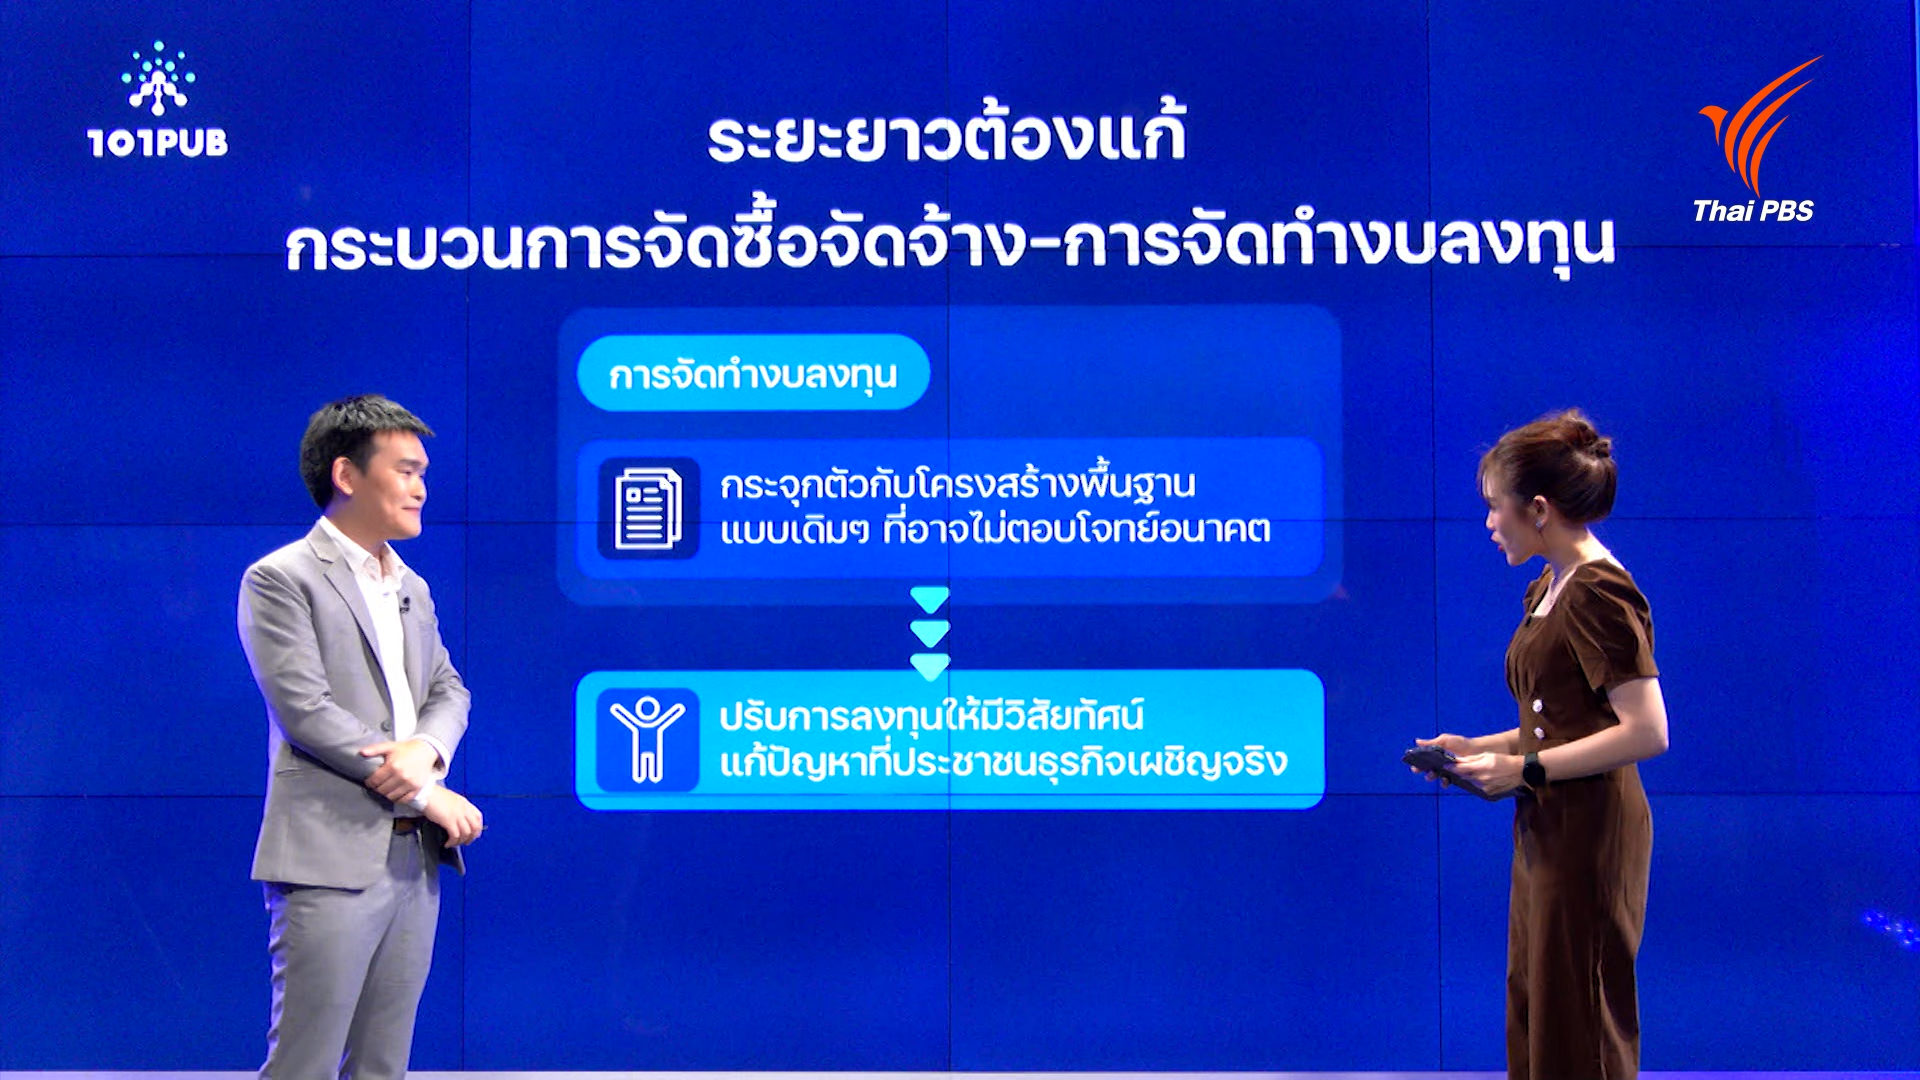 101PUB
Thai PBS
ระยะยาวต้องแก้
กระบวนการจัดซื้อจัดจ้าง-การจัดทำงบลงทุน
การจัดทำงบลงทุน
กระจุกตัวกับโครงสร้างพื้นฐาน
แบบเดิมๆ ที่อาจไม่ตอบโจทย์อนาคต
ปรับการลงทุนให้มีวิสัยทัศน์
แก้ปัญหาที่ประชาชนธุรกิจเผชิญจริง